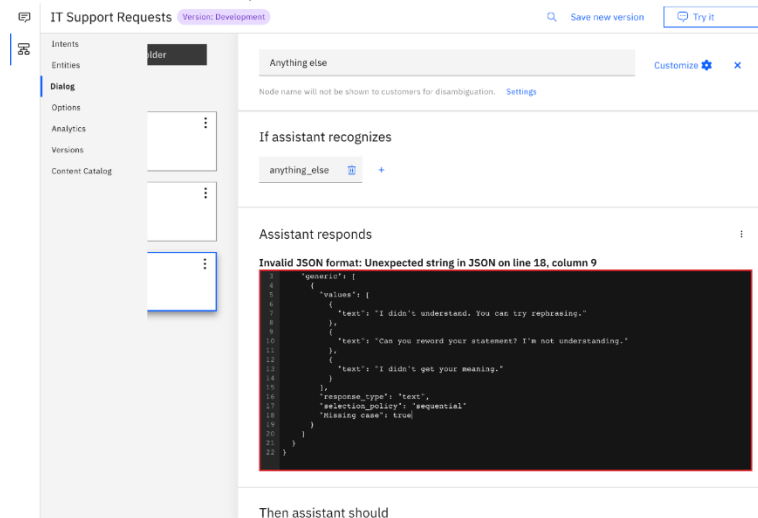 IT Support Requests Version: Development Save new version Try it
Intents
Entities
Dialog
Options
Analytics
Versions
Content Catalog
lder
Anything else
Customize
Node name will not be shown to customers for disambiguation. Settings
If assistant recognizes
anything_else
Assistant responds
Invalid JSON format: Unexpected string in JSON on line 18, column 9
3 "generic": [
4 {
5 "values": [
6 {
7 "text": "I didn't understand. You can try rephrasing."
8 },
9 {
10 "text": "Can you reword your statement? I'm not understanding."
11 },
12 {
13 "text": "I didn't get your meaning."
14 }
15 ],
16 "response_type": "text",
17 "selection_policy": "sequential"
18 "Missing case": true
19 }
20 ]
21 }
22 }
Then assistant should